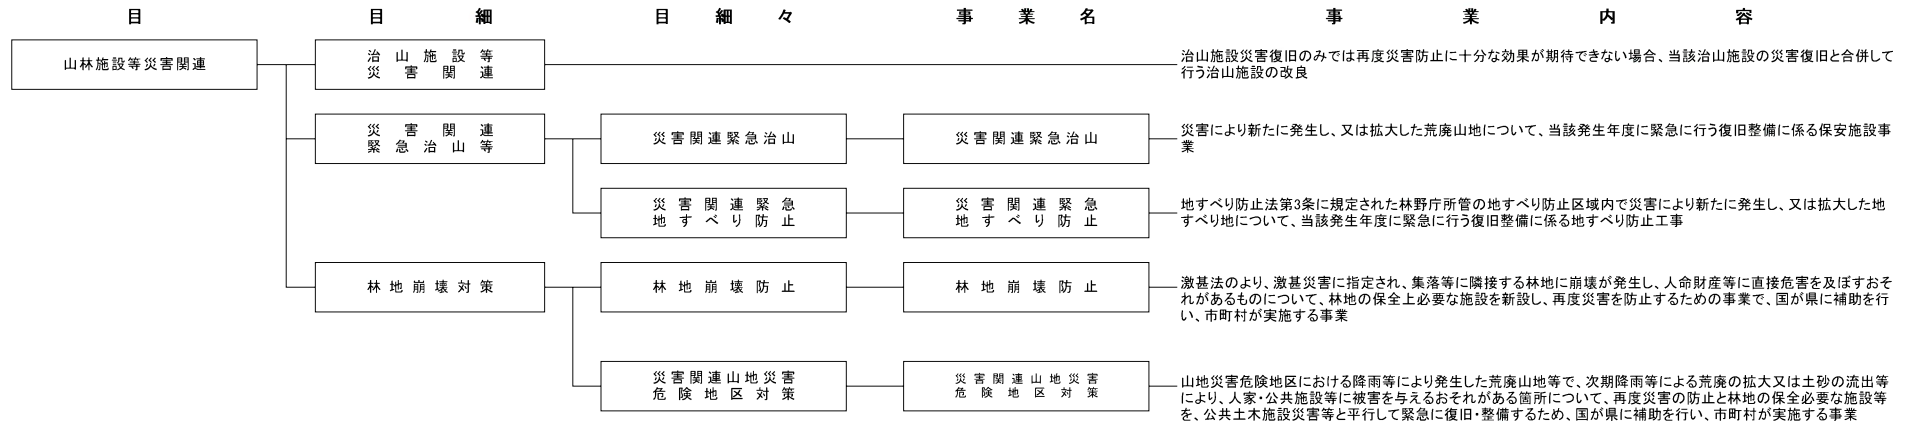 目 目細 目細々 事業名 事業内容
山林施設等災害関連
治山施設等
災害関連
治山施設災害復旧のみでは再度災害防止に十分な効果が期待できない場合、当該治山施設の災害復旧と合併して
行う治山施設の改良
災害関連
緊急治山等
災害関連緊急治山
災害関連緊急治山
災害により新たに発生し、又は拡大した荒廃山地について、当該発生年度に緊急に行う復旧整備に係る保安施設事
業
災害関連緊急
地すべり防止
災害関連緊急
地すべり防止
地すべり防止法第3条に規定された林野庁所管の地すべり防止区域内で災害により新たに発生し、又は拡大した地
すべり地について、当該発生年度に緊急に行う復旧整備に係る地すべり防止工事
林地崩壊対策
林地崩壊防止
林地崩壊防止
激甚法のより、激甚災害に指定され、集落等に隣接する林地に崩壊が発生し、人命財産等に直接危害を及ぼすおそ
れがあるものについて、林地の保全上必要な施設を新設し、再度災害を防止するための事業で、国が県に補助を行
い、市町村が実施する事業
災害関連山地災害
危険地区対策
災害関連山地災害
危険地区対策
山地災害危険地区における降雨等により発生した荒廃山地等で、次期降雨等による荒廃の拡大又は土砂の流出等
により、人家・公共施設等に被害を与えるおそれがある箇所について、再度災害の防止と林地の保全必要な施設等
を、公共土木施設災害等と平行して緊急に復旧・整備するため、国が県に補助を行い、市町村が実施する事業